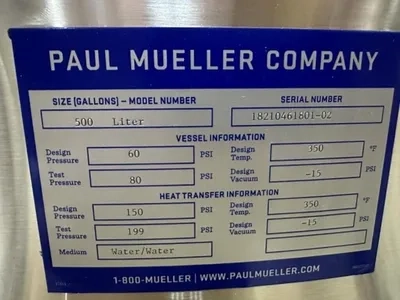 PAUL MUELLER COMPANY
SIZE (GALLONS) – MODEL NUMBER SERIAL NUMBER
500 Liter 18210461801-02
VESSEL INFORMATION
Design Pressure 60 PSI Design Temp. 350 °F
Test Pressure 80 PSI Design Vacuum -15 PSI
HEAT TRANSFER INFORMATION
Design Pressure 150 PSI Design Temp. 350 °F
Test Pressure 199 PSI Design Vacuum -15 PSI
Medium Water/Water
1-800-MUELLER | WWW.PAULMUELLER.COM